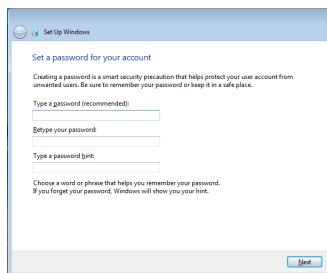 Set Up Windows
Set a password for your account
Creating a password is a smart security precaution that helps protect your user account from
unwanted users. Be sure to remember your password or keep it in a safe place.
Type a password (recommended):
Retype your password:
Type a password hint:
Choose a word or phrase that helps you remember your password.
If you forget your password, Windows will show you your hint.
Next